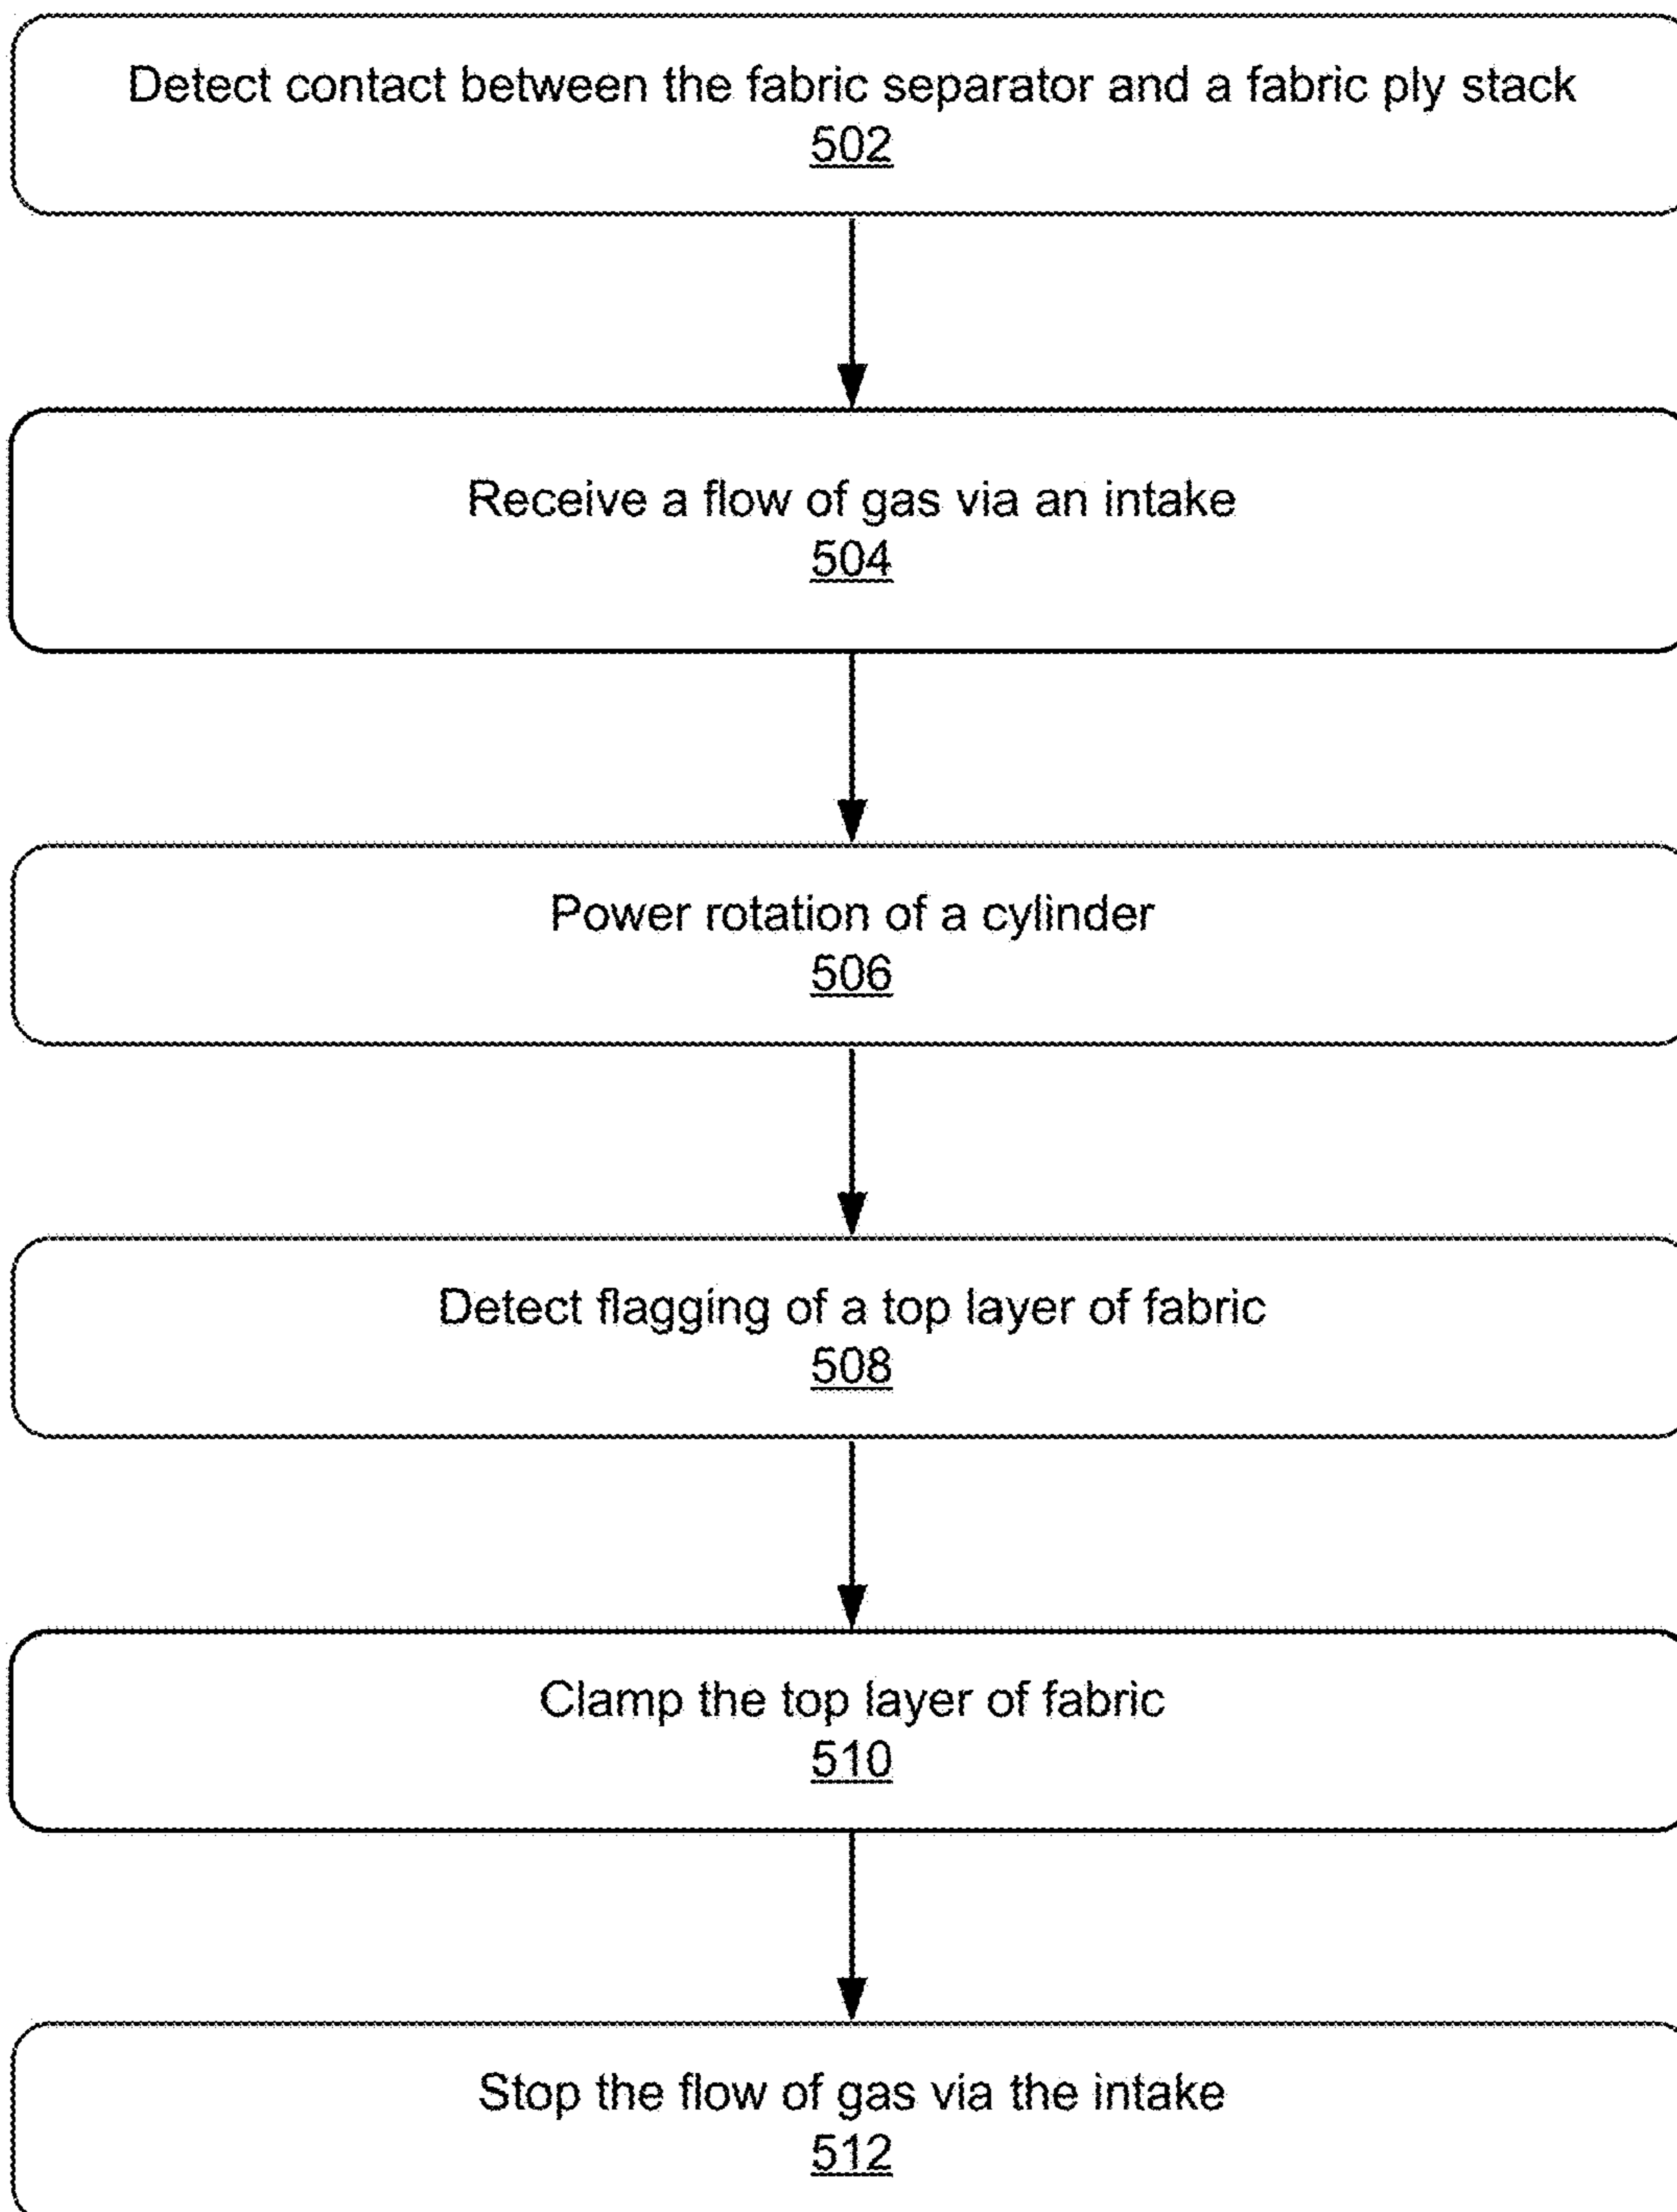 Detect contact between the fabric separator and a fabric ply stack
502
Receive a flow of gas via an intake
504
Power rotation of a cylinder
506
Detect flagging of a top layer of fabric
508
Clamp the top layer of fabric
510
Stop the flow of gas via the intake
512